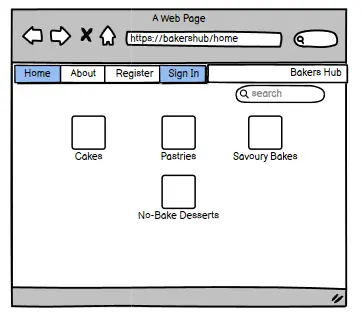 A Web Page
https://bakershub/home
Home About Register Sign In Bakers Hub
search
Cakes Pastries Savoury Bakes
No-Bake Desserts